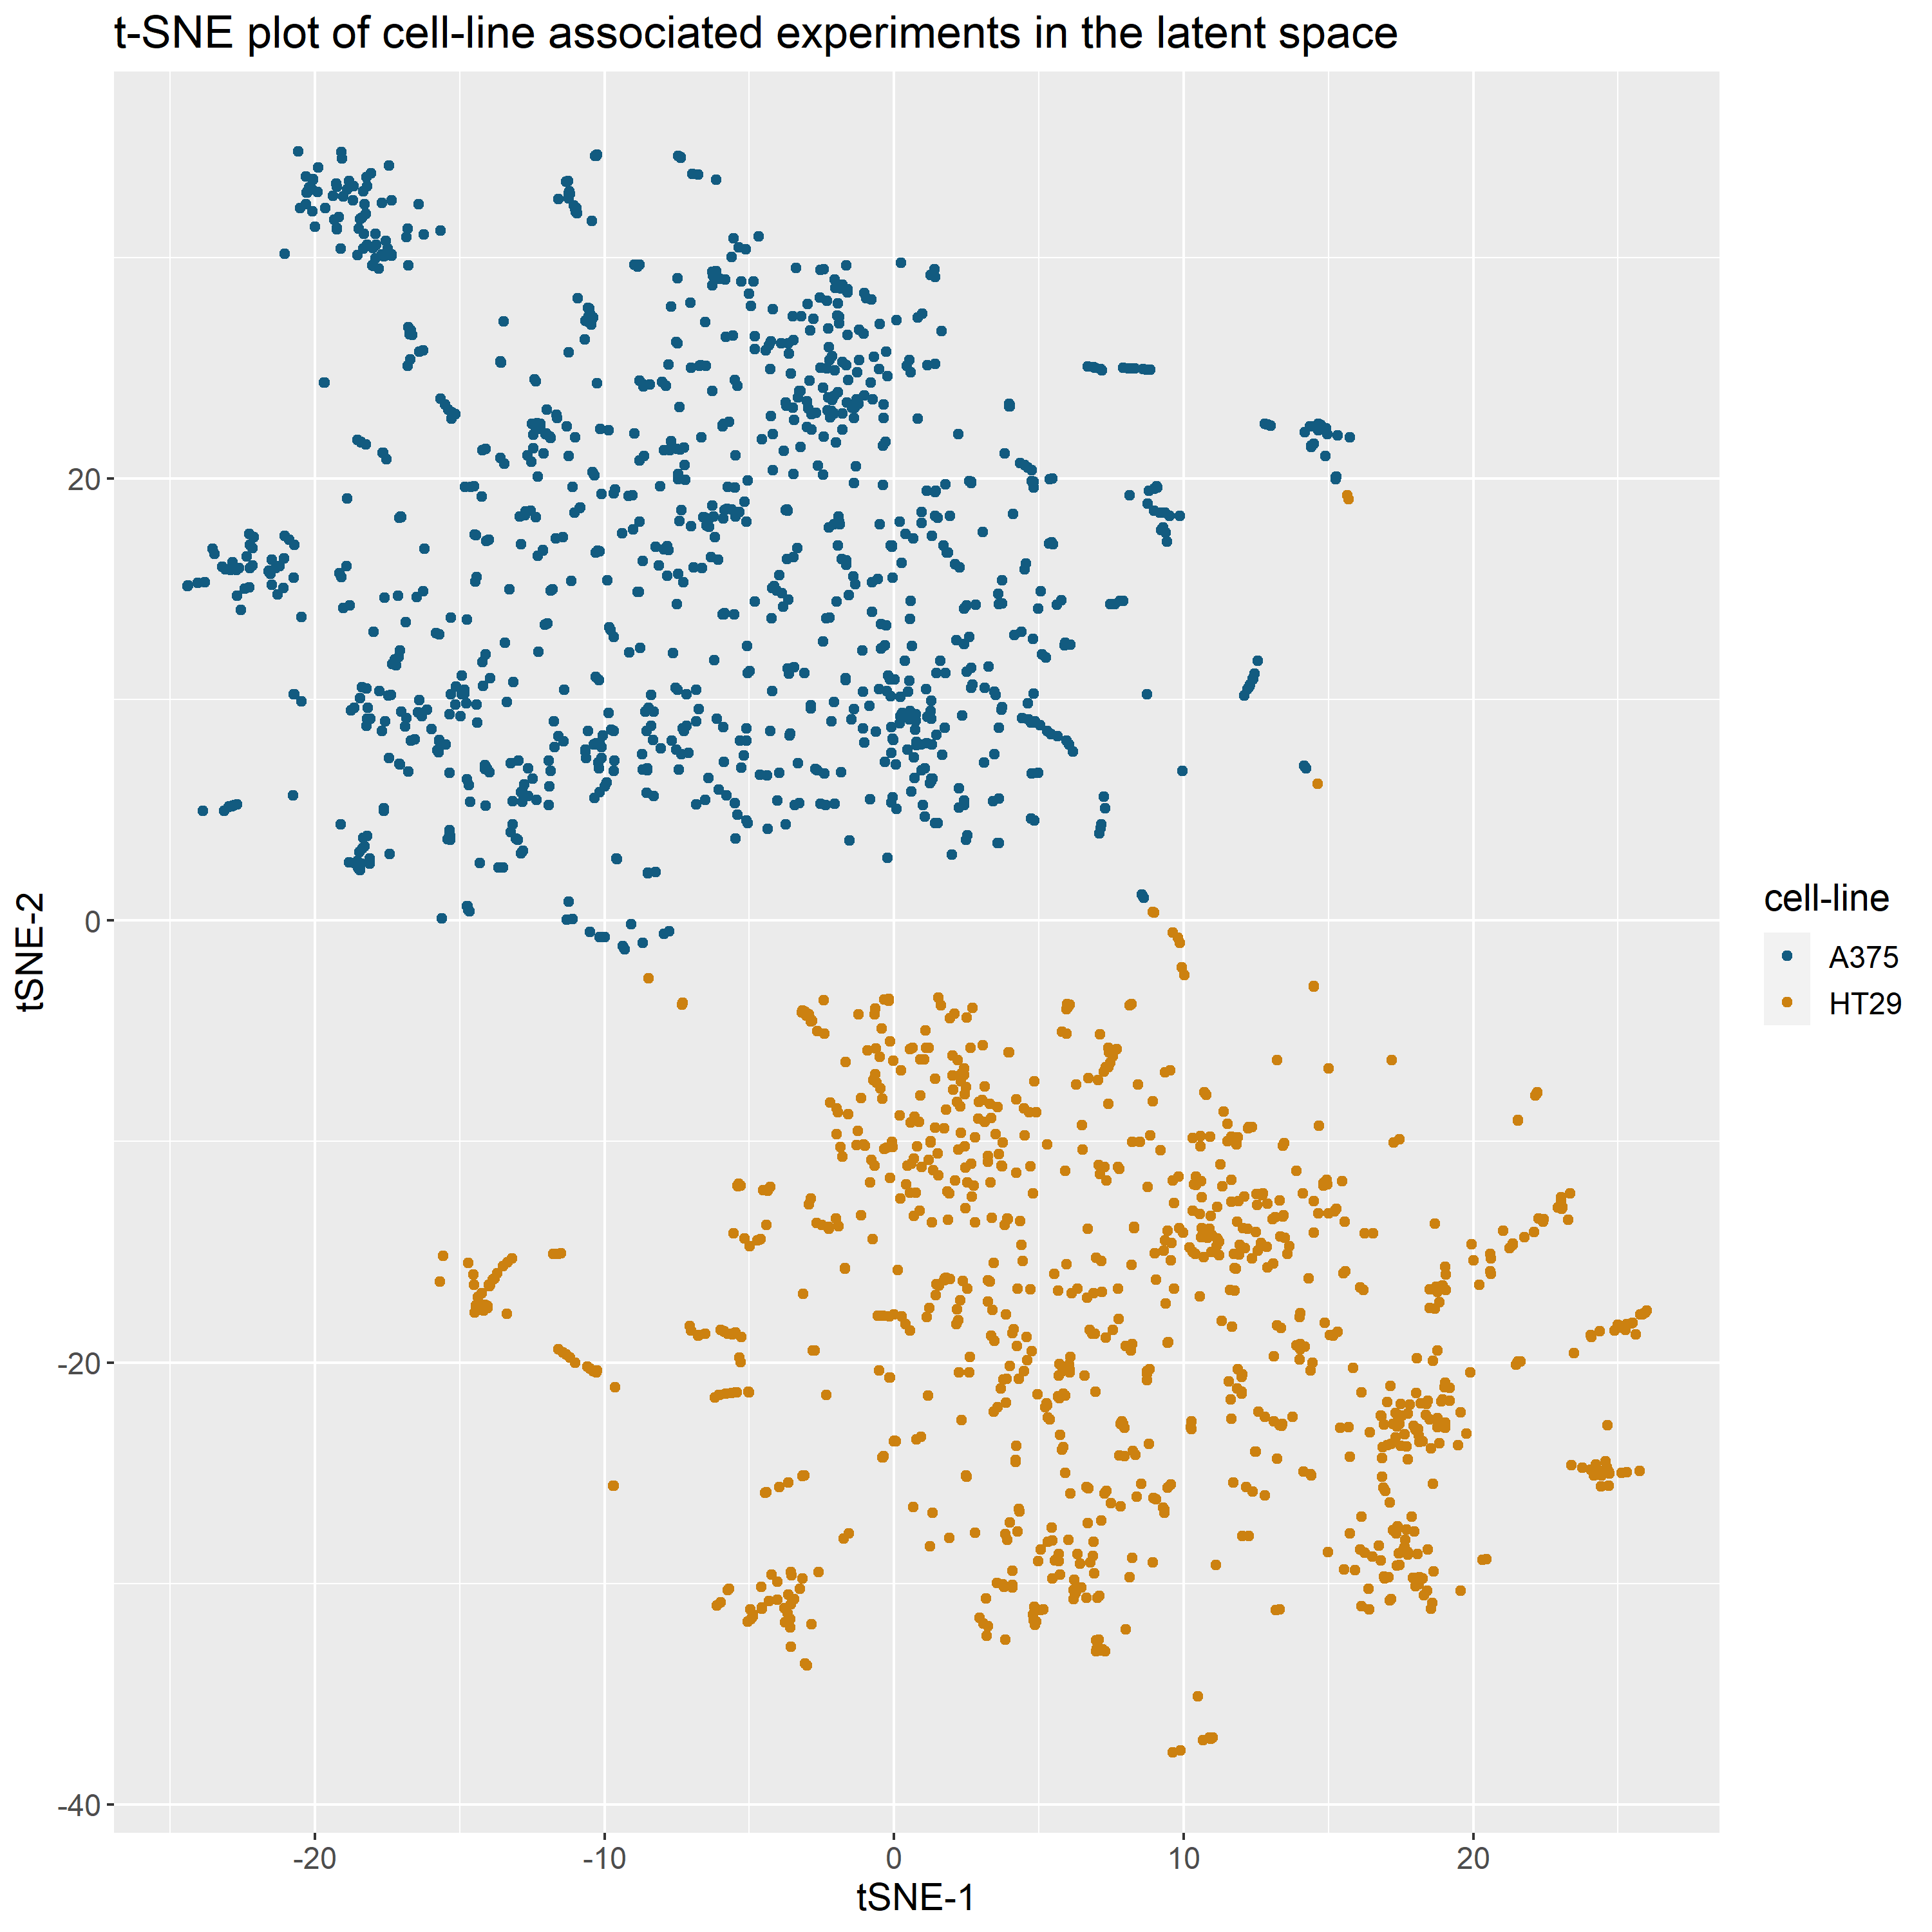 t-SNE plot of cell-line associated experiments in the latent space
tSNE-2
20
0
-20
-40
-20
-10
0
10
20
tSNE-1
cell-line
A375
HT29